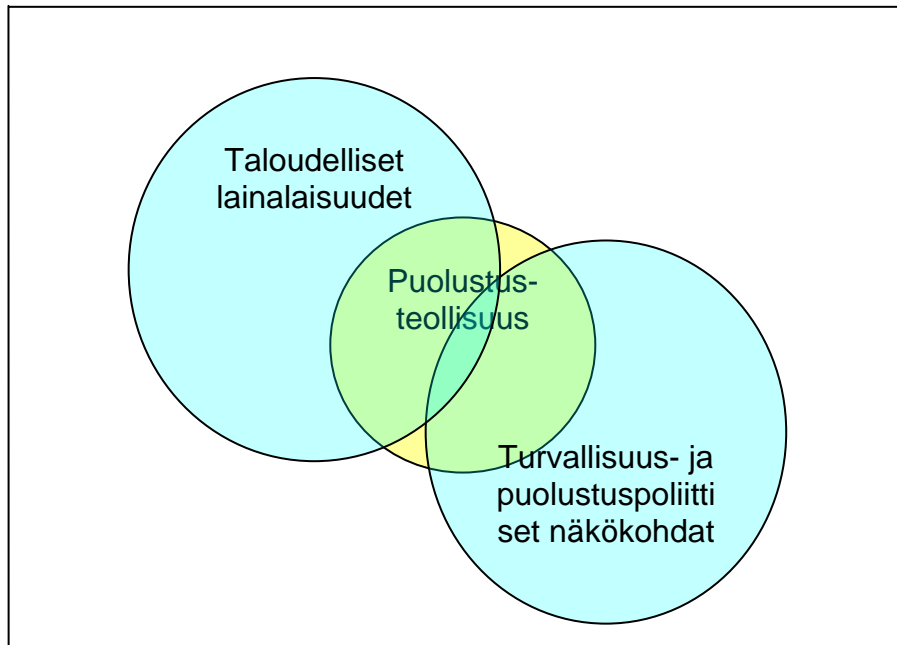 Taloudelliset
lainalaisuudet
Puolustus-
teollisuus
Turvallisuus- ja
puolustuspoliitti
set näkökohdat